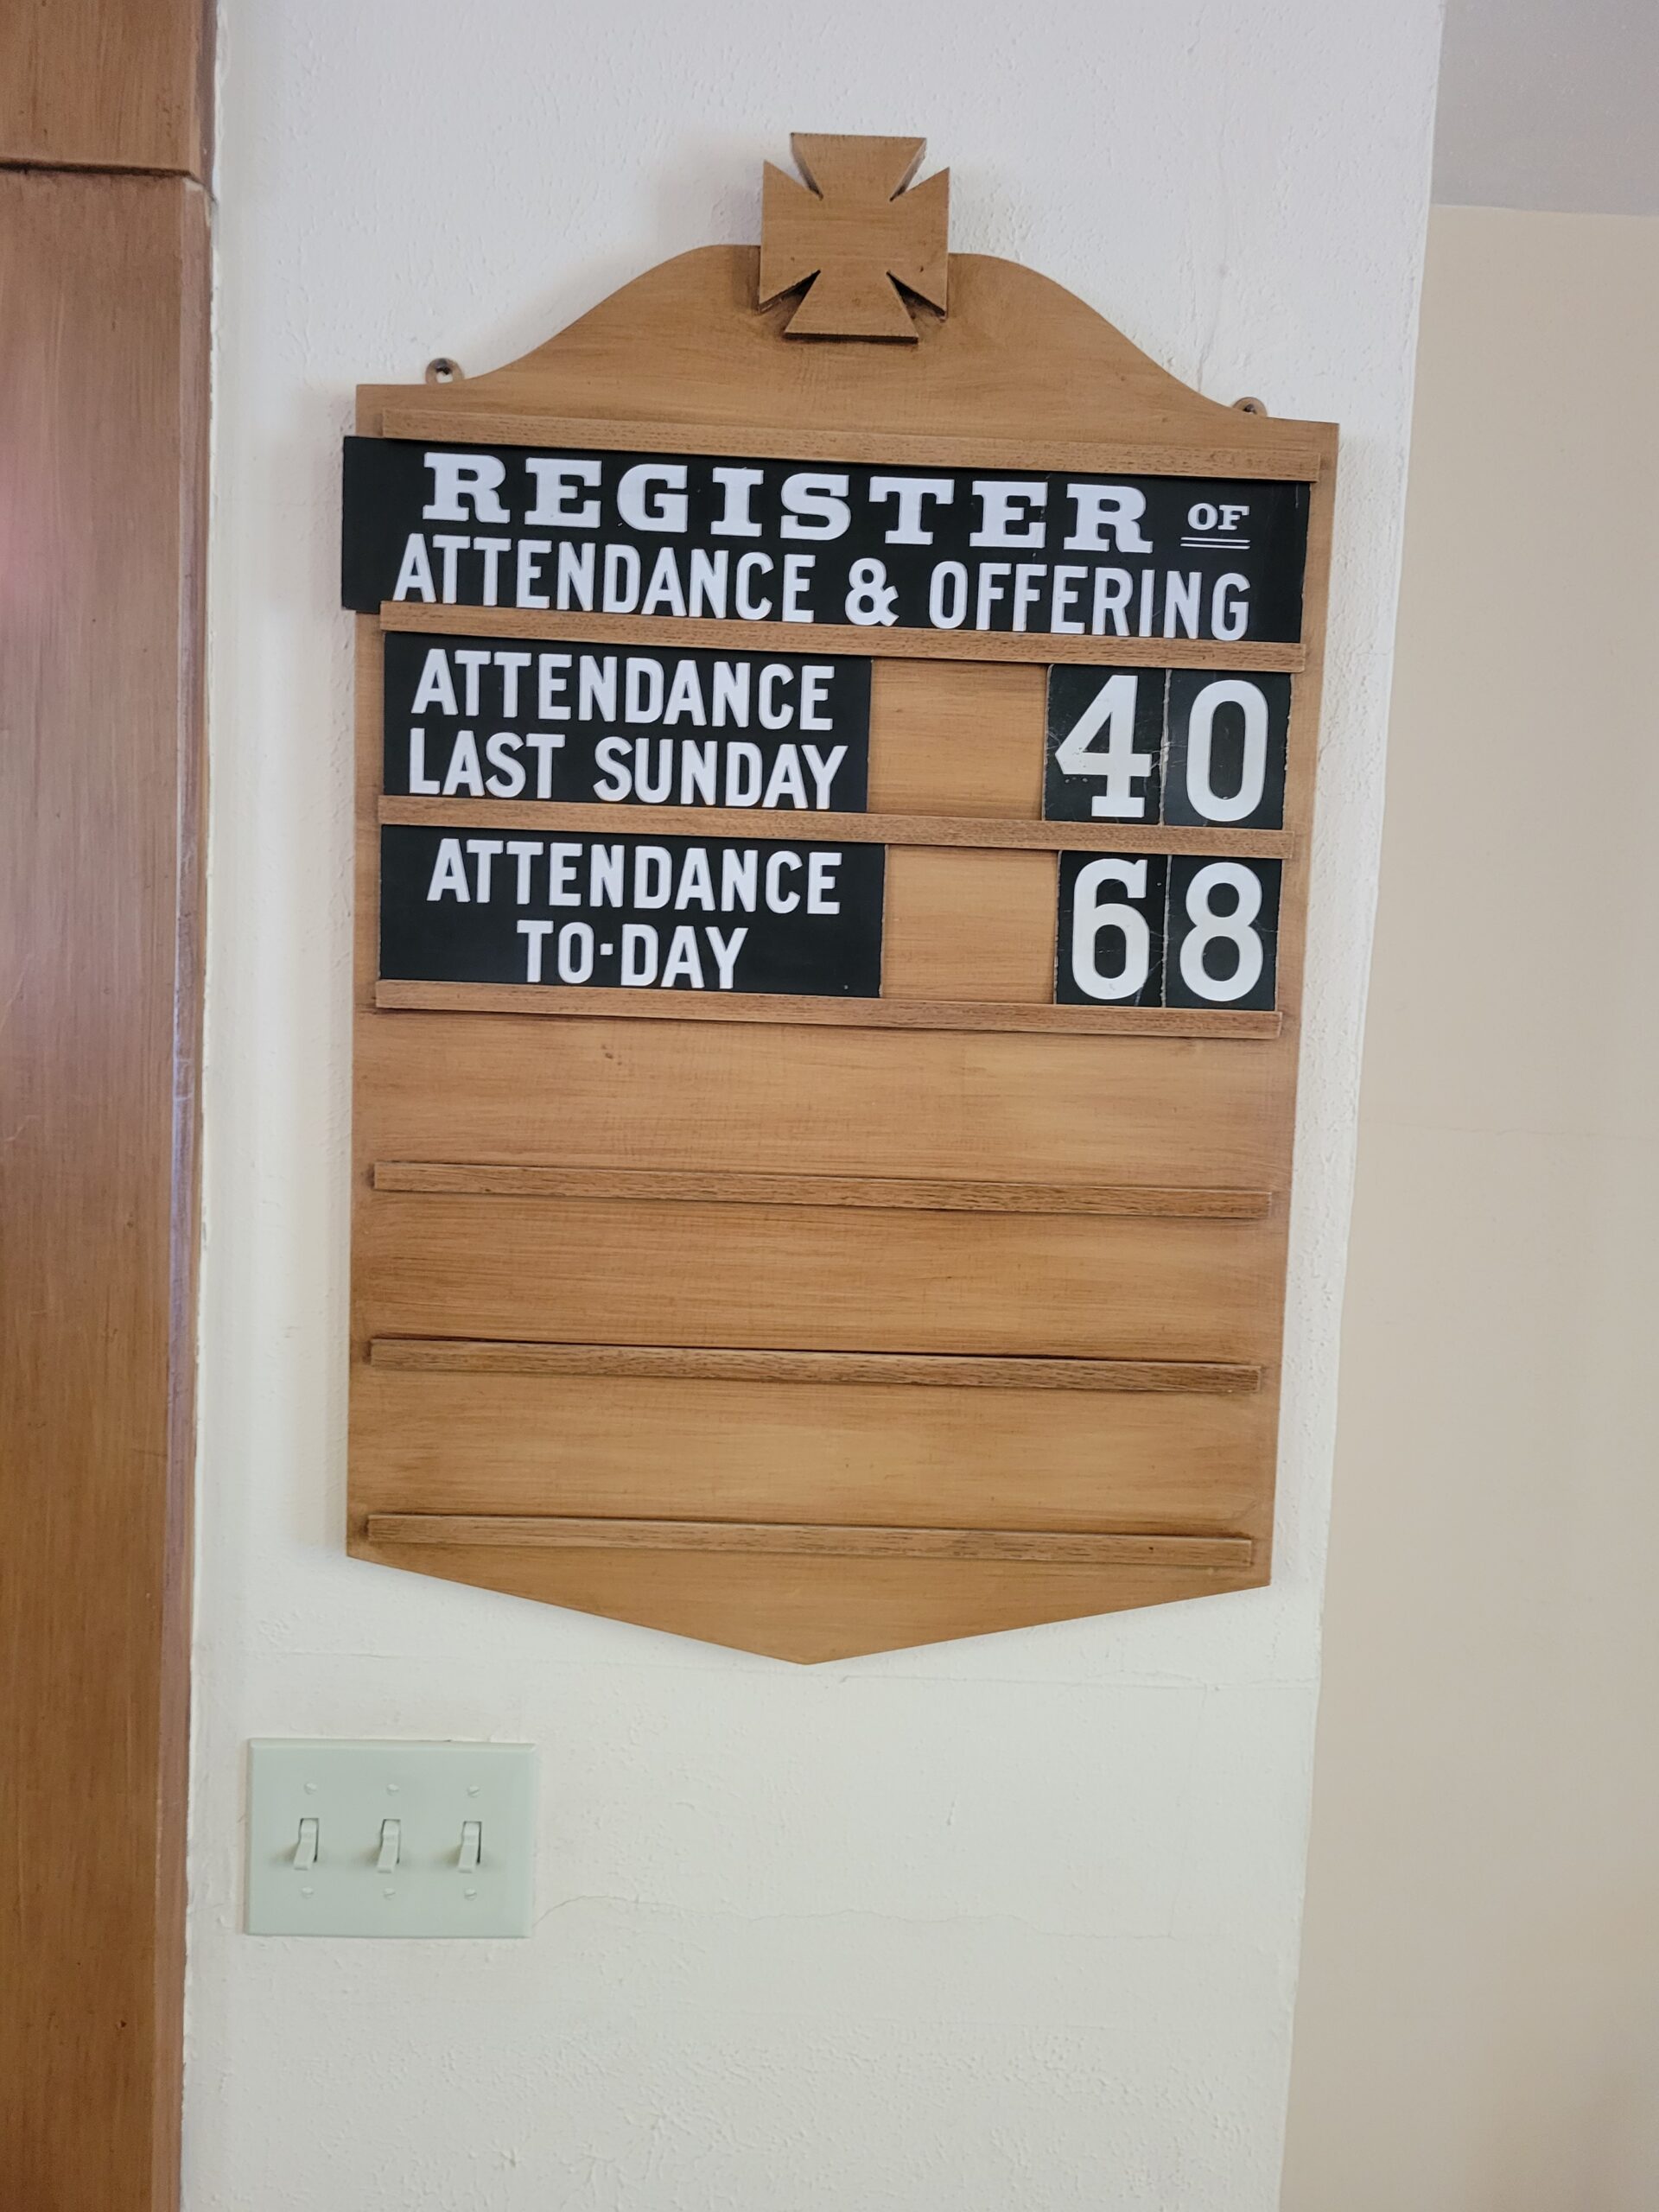 REGISTER OF
ATTENDANCE & OFFERING
ATTENDANCE
LAST SUNDAY 40
ATTENDANCE
TO·DAY 68